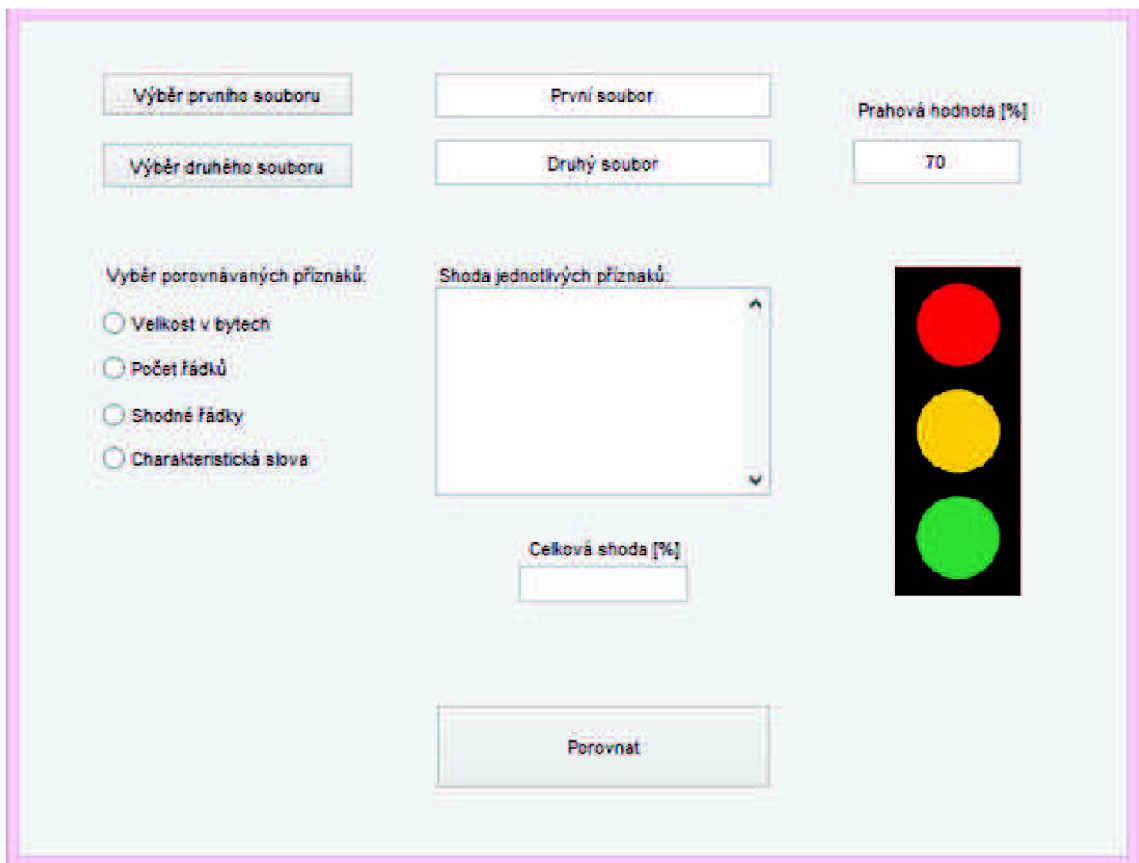 Výběr prvního souboru
První soubor
Prahová hodnota [%]
Výběr druhého souboru
Druhý soubor
70
Vyběr porovnávaných příznaků:
Shoda jednotlivých příznaků:
Velikost v bytech
Počet řádků
Shodné řádky
Charakteristická slova
Celková shoda [%]
Porovnat